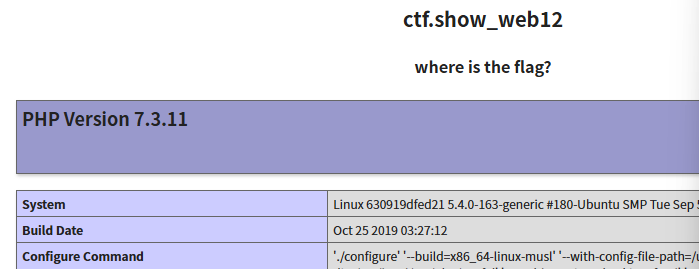 ctf.show_web12
where is the flag?
PHP Version 7.3.11
System Linux 630919dfed21 5.4.0-163-generic #180-Ubuntu SMP Tue Sep
Build Date Oct 25 2019 03:27:12
Configure Command './configure' '--build=x86_64-linux-musl' '--with-config-file-path=/u